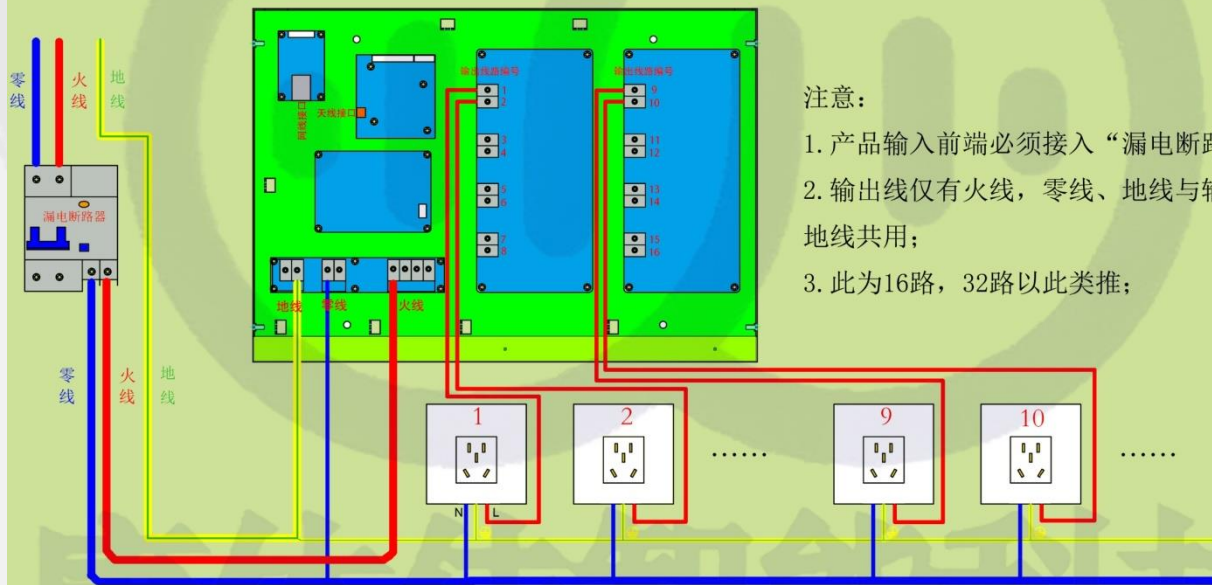 零线
火线
地线
漏电断路器
网线接口
天线接口
输出线路编号
1
2
3
4
5
6
7
8
输出线路编号
9
10
11
12
13
14
15
16
地线
零线
火线
注意：
1.产品输入前端必须接入“漏电断路
2.输出线仅有火线，零线、地线与输
地线共用；
3.此为16路，32路以此类推；
零线
火线
地线
1
2
……
9
10
……
N
L